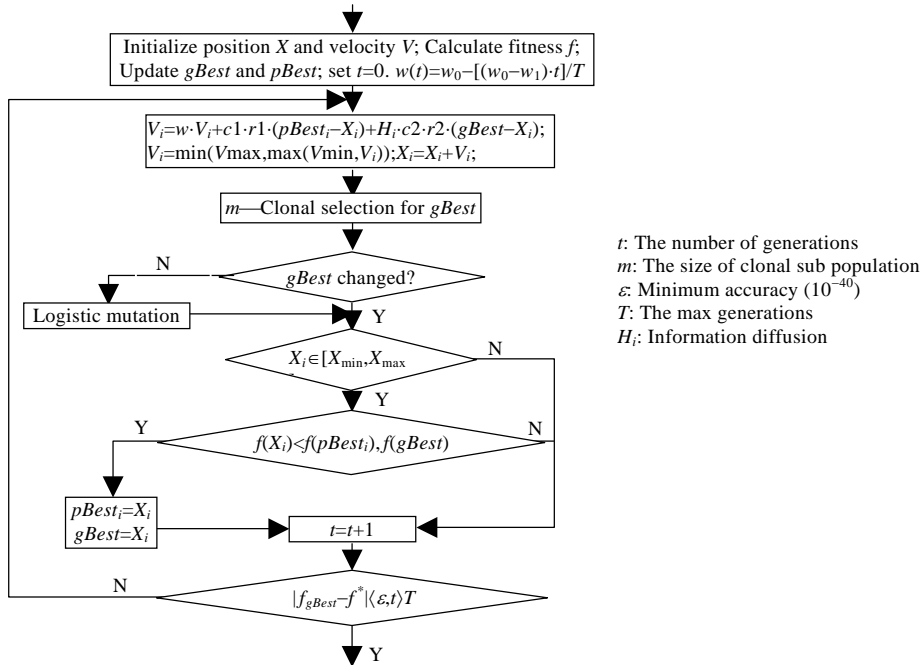 Initialize position X and velocity V; Calculate fitness f;
Update gBest and pBest; set t=0. w(t)=w₀−[(w₀−w₁)·t]/T
Vᵢ=w·Vᵢ+c1·r1·(pBestᵢ−Xᵢ)+Hᵢ·c2·r2·(gBest−Xᵢ);
Vᵢ=min(Vmax,max(Vmin,Vᵢ));Xᵢ=Xᵢ+Vᵢ;
m—Clonal selection for gBest
N
gBest changed?
Logistic mutation
Y
Xᵢ∈[X_min,X_max
N
Y
Y
f(Xᵢ)<f(pBestᵢ),f(gBest)
N
pBestᵢ=Xᵢ
gBest=Xᵢ
t=t+1
N
|f_gBest−f*|⟨ε,t⟩T
Y
t: The number of generations
m: The size of clonal sub population
ε: Minimum accuracy (10⁻⁴⁰)
T: The max generations
Hᵢ: Information diffusion